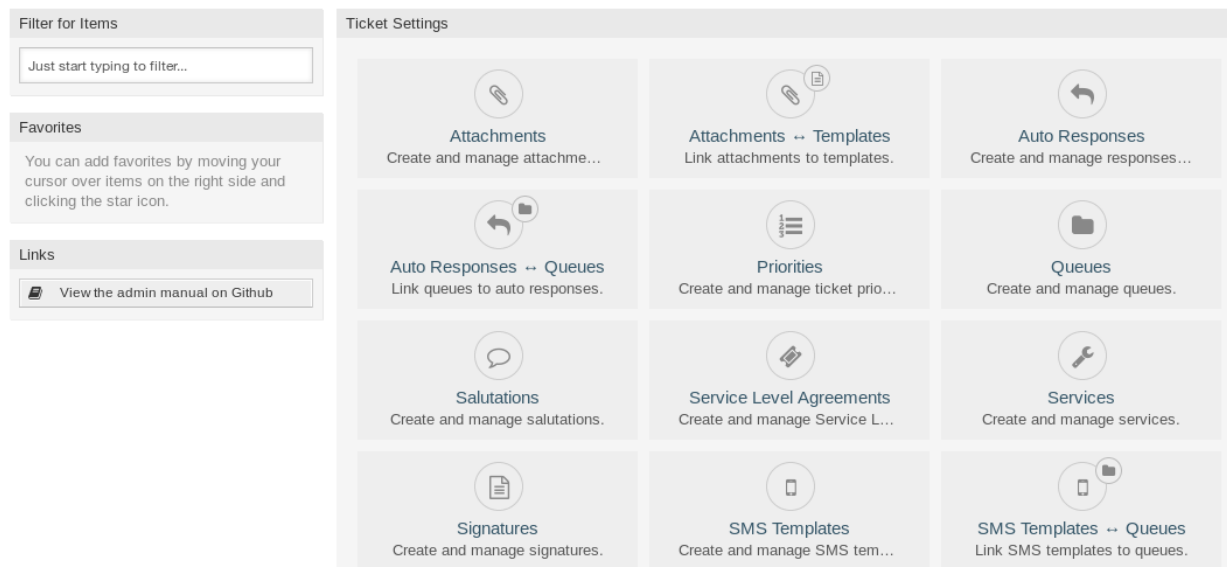 Filter for Items
Just start typing to filter...
Favorites
You can add favorites by moving your
cursor over items on the right side and
clicking the star icon.
Links
View the admin manual on Github
Ticket Settings
Attachments
Create and manage attachme…
Attachments ↔ Templates
Link attachments to templates.
Auto Responses
Create and manage responses…
Auto Responses ↔ Queues
Link queues to auto responses.
Priorities
Create and manage ticket prio…
Queues
Create and manage queues.
Salutations
Create and manage salutations.
Service Level Agreements
Create and manage Service L…
Services
Create and manage services.
Signatures
Create and manage signatures.
SMS Templates
Create and manage SMS tem…
SMS Templates ↔ Queues
Link SMS templates to queues.